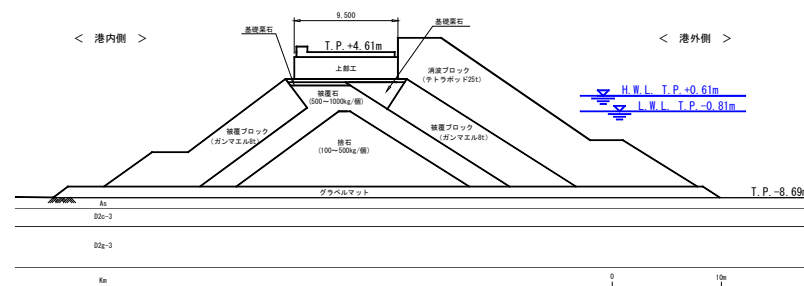 9,500
基礎栗石
基礎栗石
< 港内側 >
< 港外側 >
T.P.+4.61m
上部工
消波ブロック
(テトラポッド25t)
H.W.L. T.P.+0.61m
L.W.L. T.P.-0.81m
被覆石
(500～1000kg/個)
被覆ブロック
(ガンマエル8t)
被覆ブロック
(ガンマエル8t)
捨石
(100～500kg/個)
グラベルマット
T.P.-8.69m
As
D2c-3
D2g-3
Km
0
10m